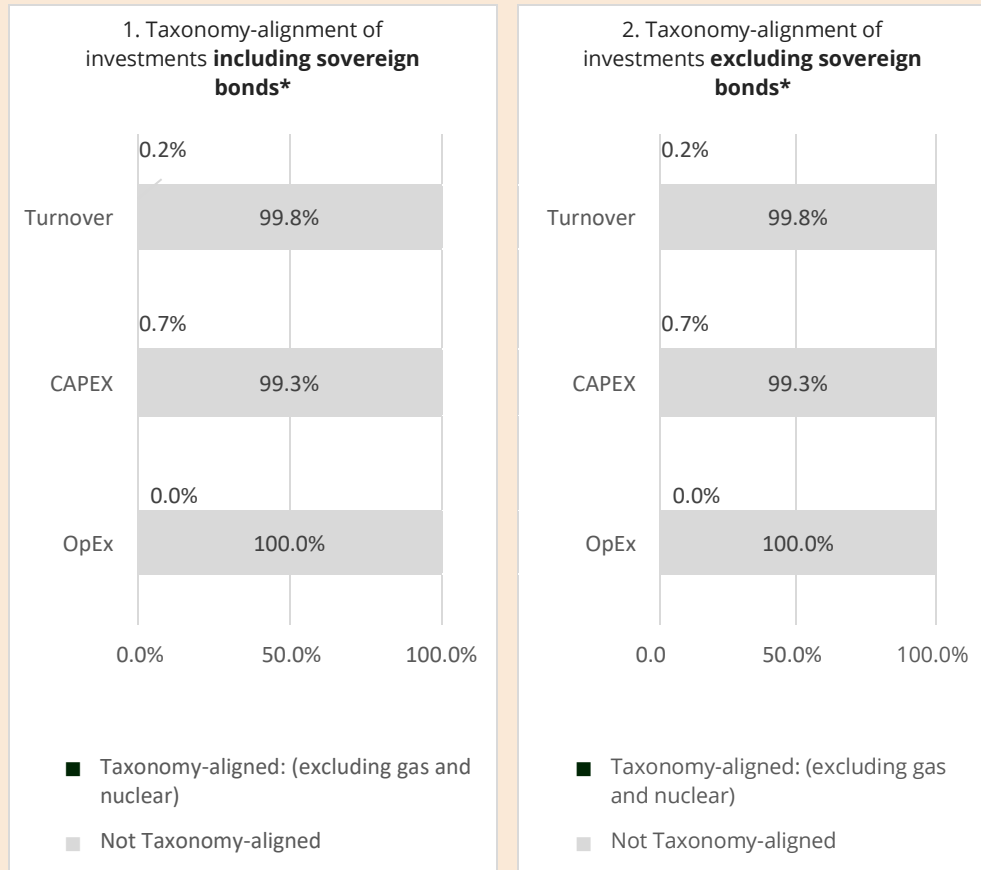 1. Taxonomy-alignment of
investments including sovereign
bonds*
0.2%
Turnover
99.8%
0.7%
CAPEX
99.3%
0.0%
OpEx
100.0%
0.0%
50.0%
100.0%
Taxonomy-aligned: (excluding gas and
nuclear)
Not Taxonomy-aligned
2. Taxonomy-alignment of
investments excluding sovereign
bonds*
0.2%
Turnover
99.8%
0.7%
CAPEX
99.3%
0.0%
OpEx
100.0%
0.0
50.0%
100.0%
Taxonomy-aligned: (excluding gas
and nuclear)
Not Taxonomy-aligned